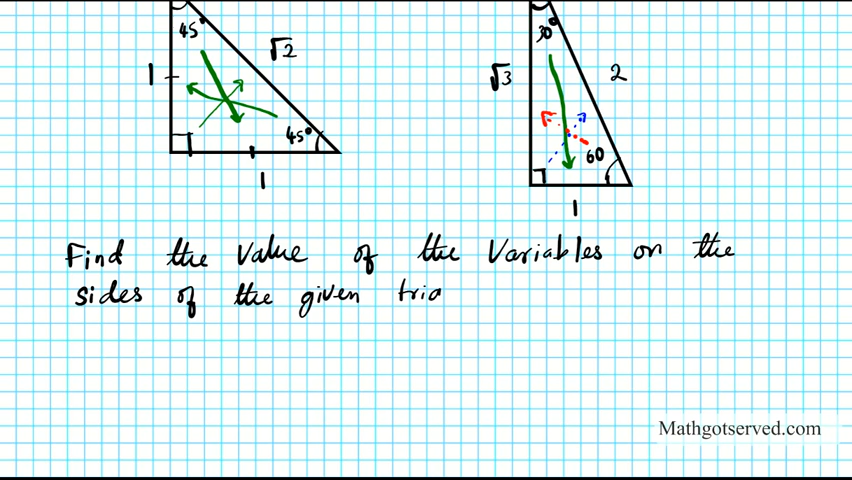 45° √2 30°
1 √3 2
45° 60
1 1
Find the value of the Variables on the
sides of the given tria
Mathgotserved.com